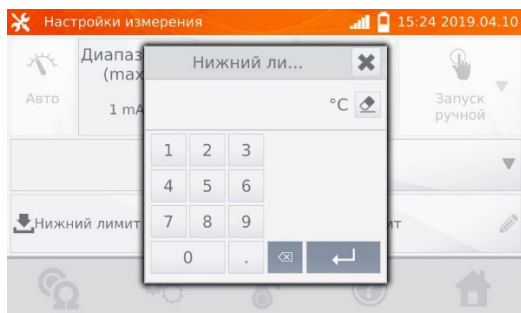 Настройки измерения
15:24 2019.04.10
Авто
Диапаз
(max
1 mA
Нижний ли...
°C
1 2 3
4 5 6
7 8 9
0 .
Запуск
ручной
Нижний лимит
ит